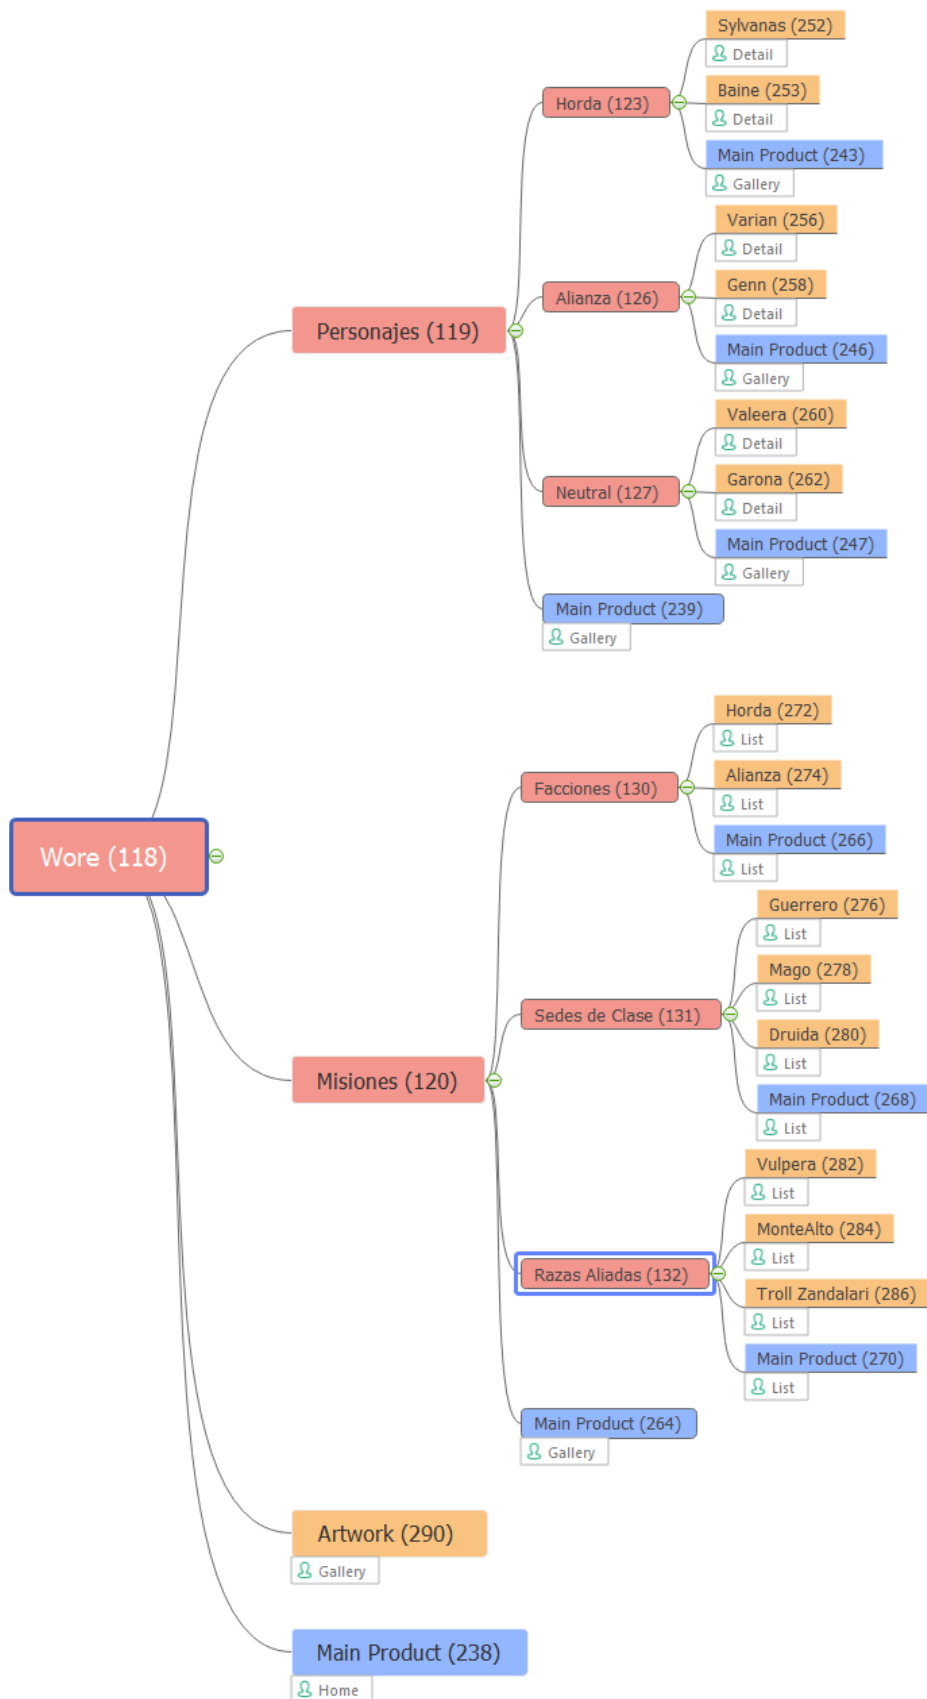 Sylvanas (252)
Detail
Baine (253)
Detail
Horda (123)
Main Product (243)
Gallery
Varian (256)
Detail
Genn (258)
Detail
Alianza (126)
Main Product (246)
Gallery
Personajes (119)
Valeera (260)
Detail
Garona (262)
Detail
Neutral (127)
Main Product (247)
Gallery
Main Product (239)
Gallery
Horda (272)
List
Alianza (274)
List
Facciones (130)
Main Product (266)
List
Wore (118)
Guerrero (276)
List
Mago (278)
List
Sedes de Clase (131)
Druida (280)
List
Main Product (268)
List
Misiones (120)
Vulpera (282)
List
MonteAlto (284)
List
Razas Aliadas (132)
Troll Zandalari (286)
List
Main Product (270)
List
Main Product (264)
Gallery
Artwork (290)
Gallery
Main Product (238)
Home